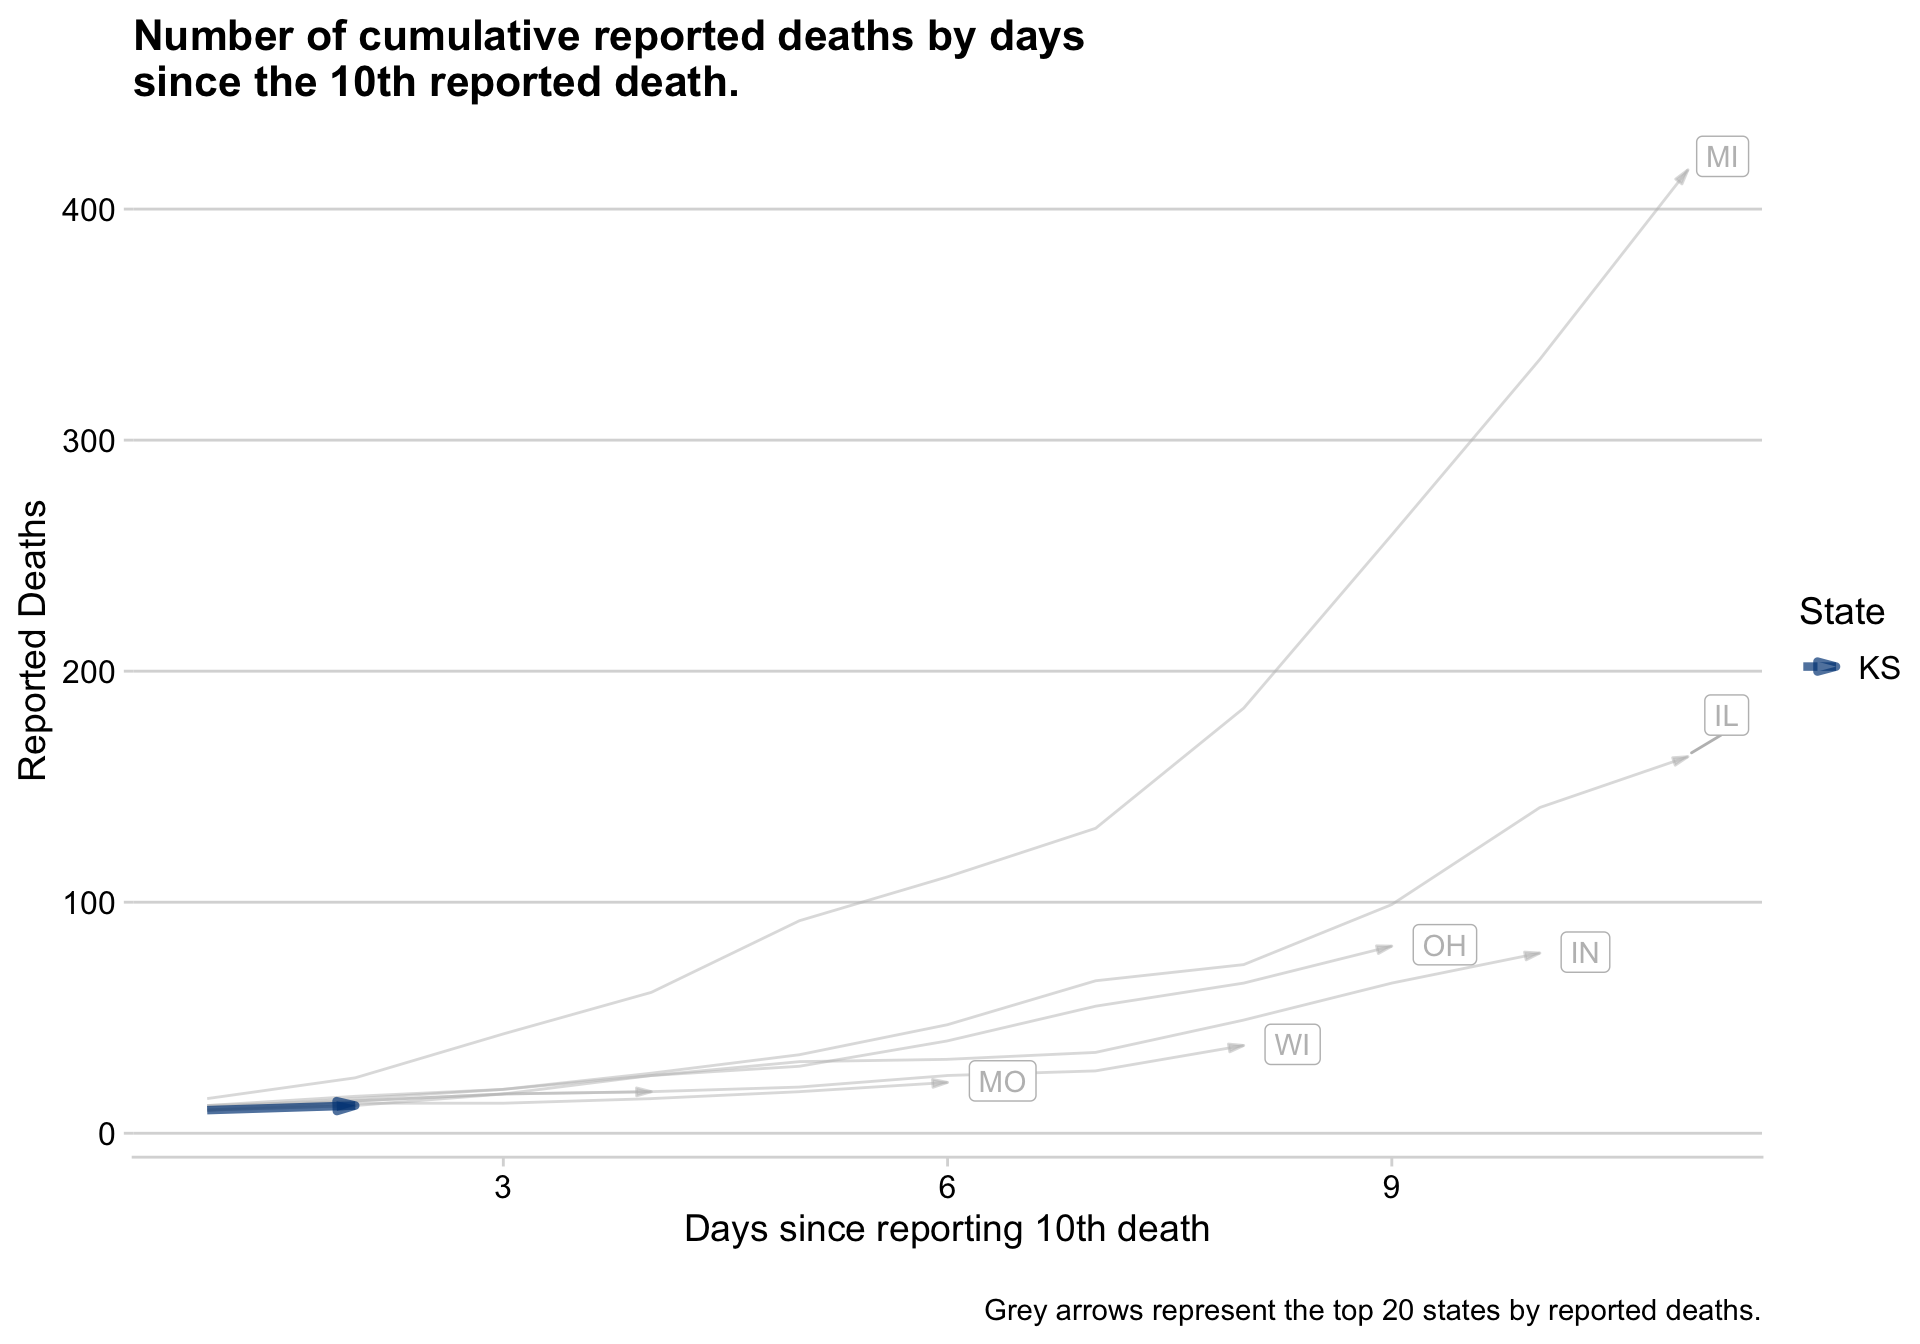 Number of cumulative reported deaths by days
since the 10th reported death.
MI
400
300
Reported Deaths
200
State
KS
IL
100
OH
IN
WI
MO
0
3
6
9
Days since reporting 10th death
Grey arrows represent the top 20 states by reported deaths.